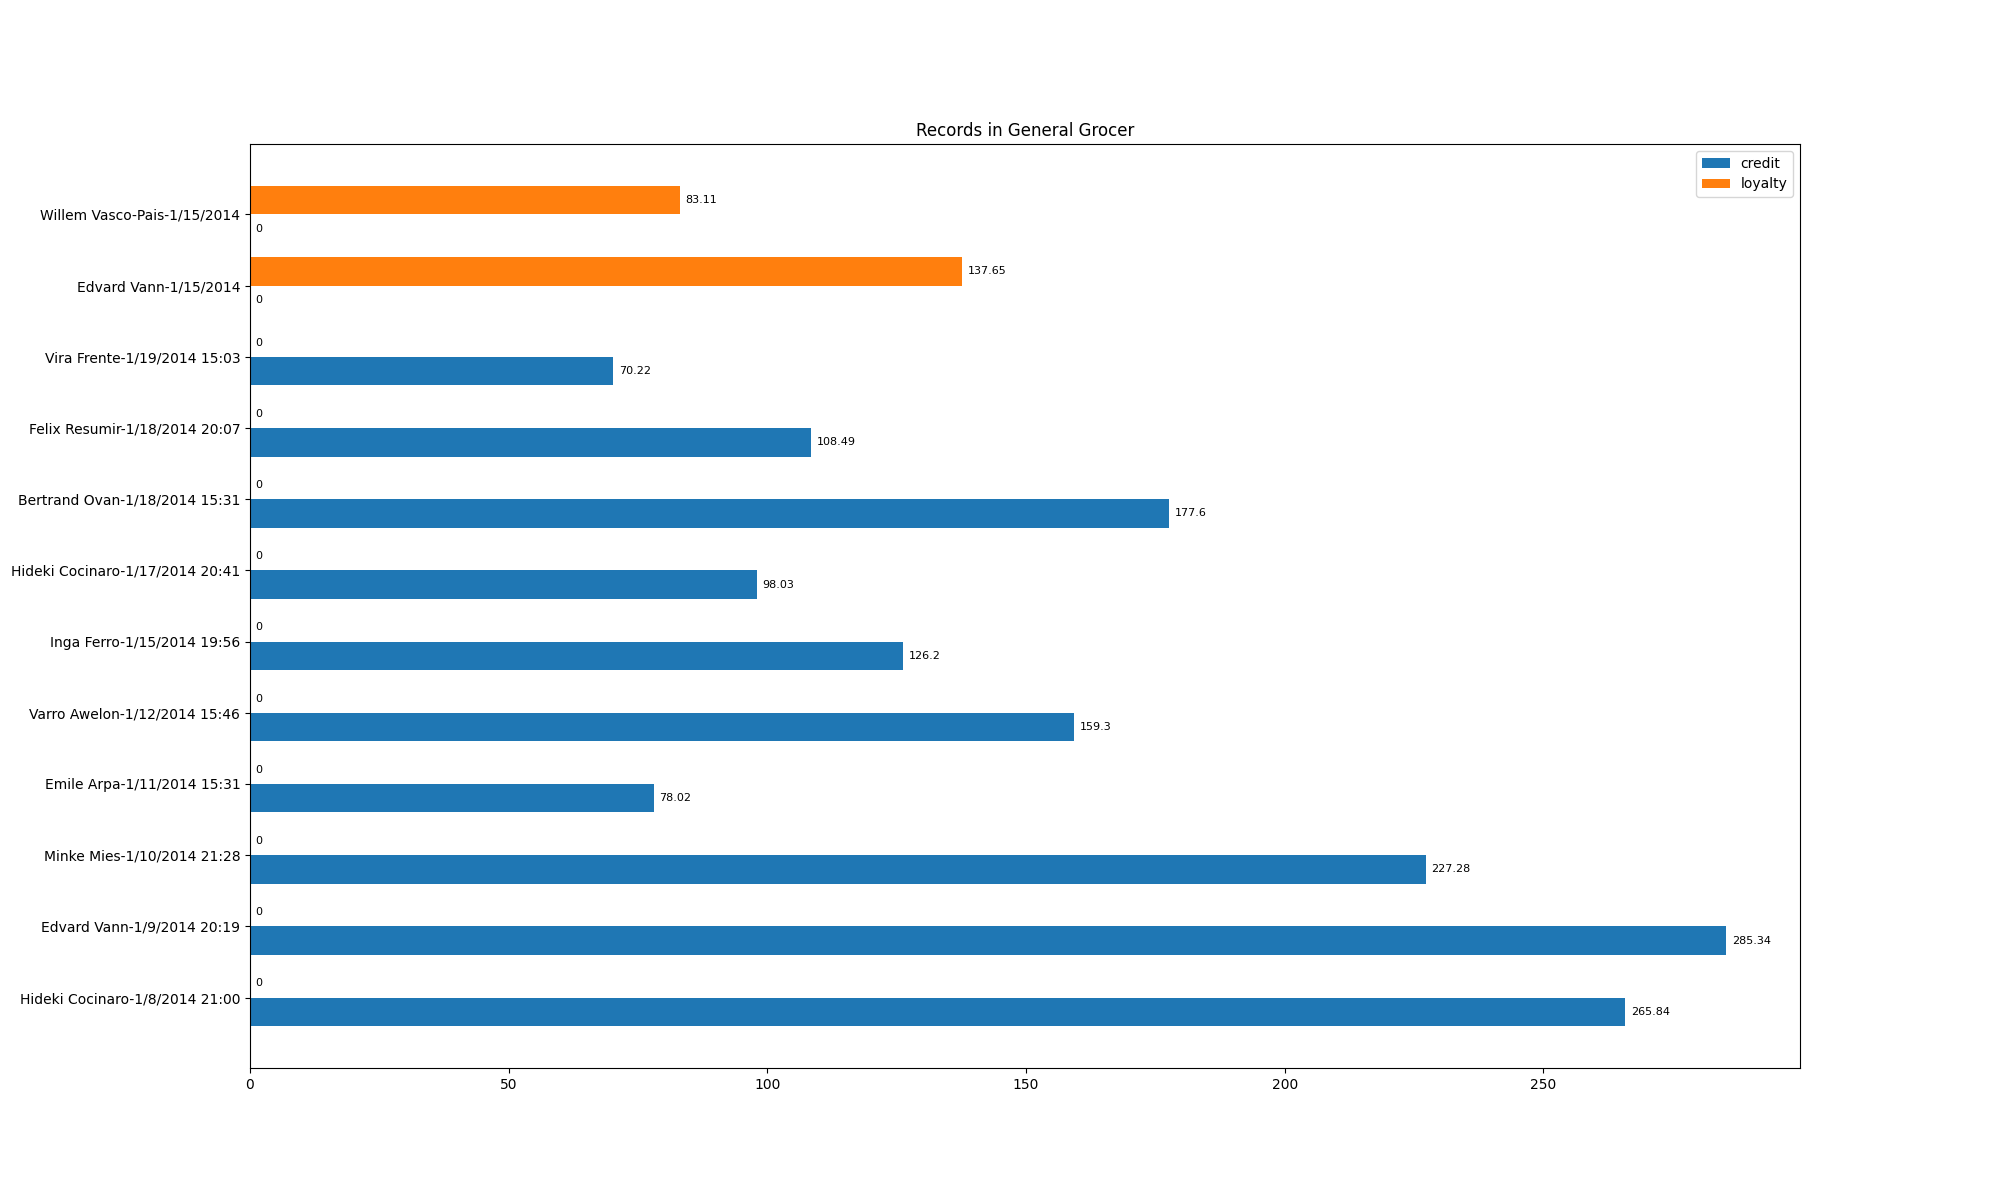 Records in General Grocer
credit
loyalty
Willem Vasco-Pais-1/15/2014
83.11
0
Edvard Vann-1/15/2014
137.65
0
Vira Frente-1/19/2014 15:03
0
70.22
Felix Resumir-1/18/2014 20:07
0
108.49
Bertrand Ovan-1/18/2014 15:31
0
177.6
Hideki Cocinaro-1/17/2014 20:41
0
98.03
Inga Ferro-1/15/2014 19:56
0
126.2
Varro Awelon-1/12/2014 15:46
0
159.3
Emile Arpa-1/11/2014 15:31
0
78.02
Minke Mies-1/10/2014 21:28
0
227.28
Edvard Vann-1/9/2014 20:19
0
285.34
Hideki Cocinaro-1/8/2014 21:00
0
265.84
0 50 100 150 200 250